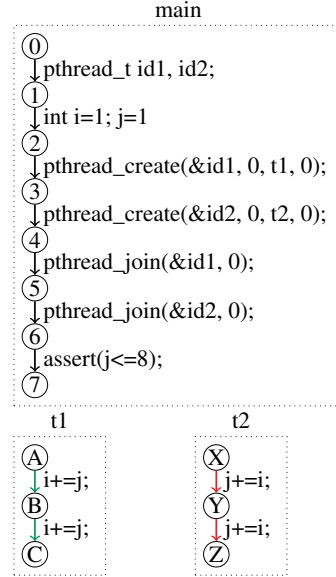 main
0
pthread_t id1, id2;
1
int i=1; j=1
2
pthread_create(&id1, 0, t1, 0);
3
pthread_create(&id2, 0, t2, 0);
4
pthread_join(&id1, 0);
5
pthread_join(&id2, 0);
6
assert(j<=8);
7
t1
A
i+=j;
B
i+=j;
C
t2
X
j+=i;
Y
j+=i;
Z